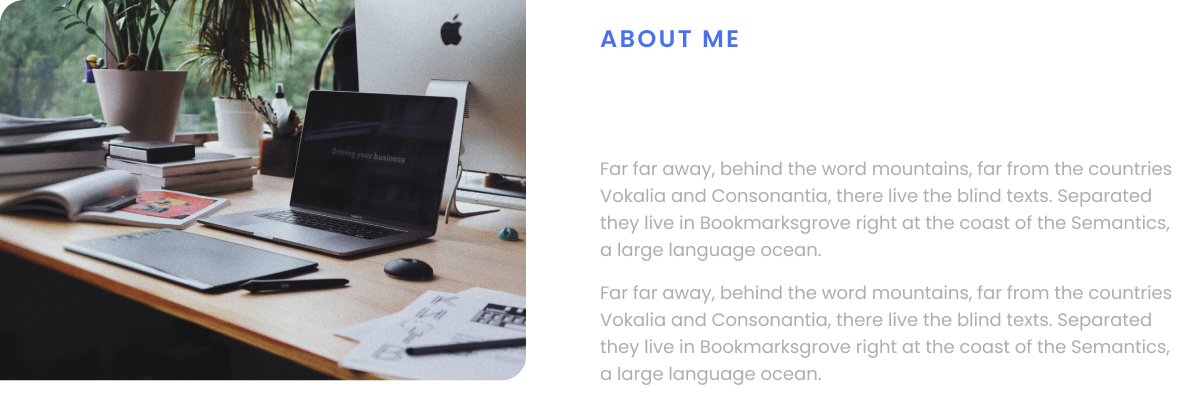 Driving your business
ABOUT ME
Far far away, behind the word mountains, far from the countries
Vokalia and Consonantia, there live the blind texts. Separated
they live in Bookmarksgrove right at the coast of the Semantics,
a large language ocean.
Far far away, behind the word mountains, far from the countries
Vokalia and Consonantia, there live the blind texts. Separated
they live in Bookmarksgrove right at the coast of the Semantics,
a large language ocean.